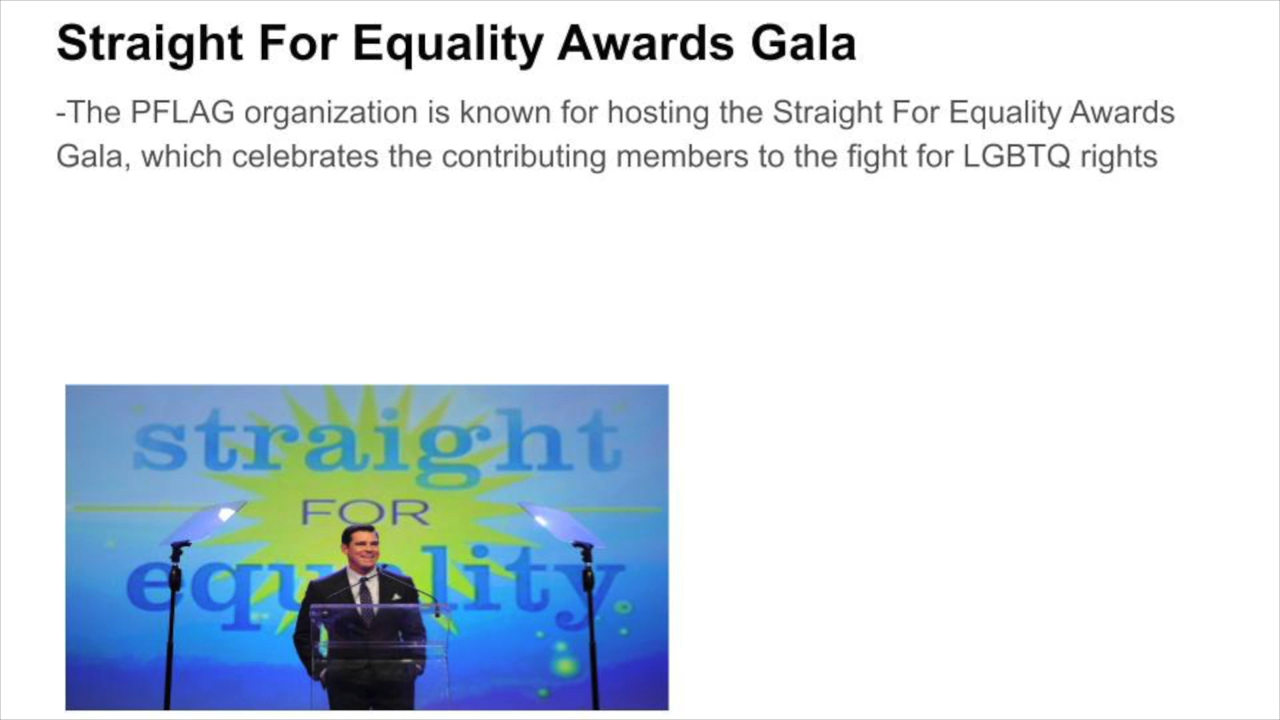 Straight For Equality Awards Gala
-The PFLAG organization is known for hosting the Straight For Equality Awards
Gala, which celebrates the contributing members to the fight for LGBTQ rights
straight
FOR
equality